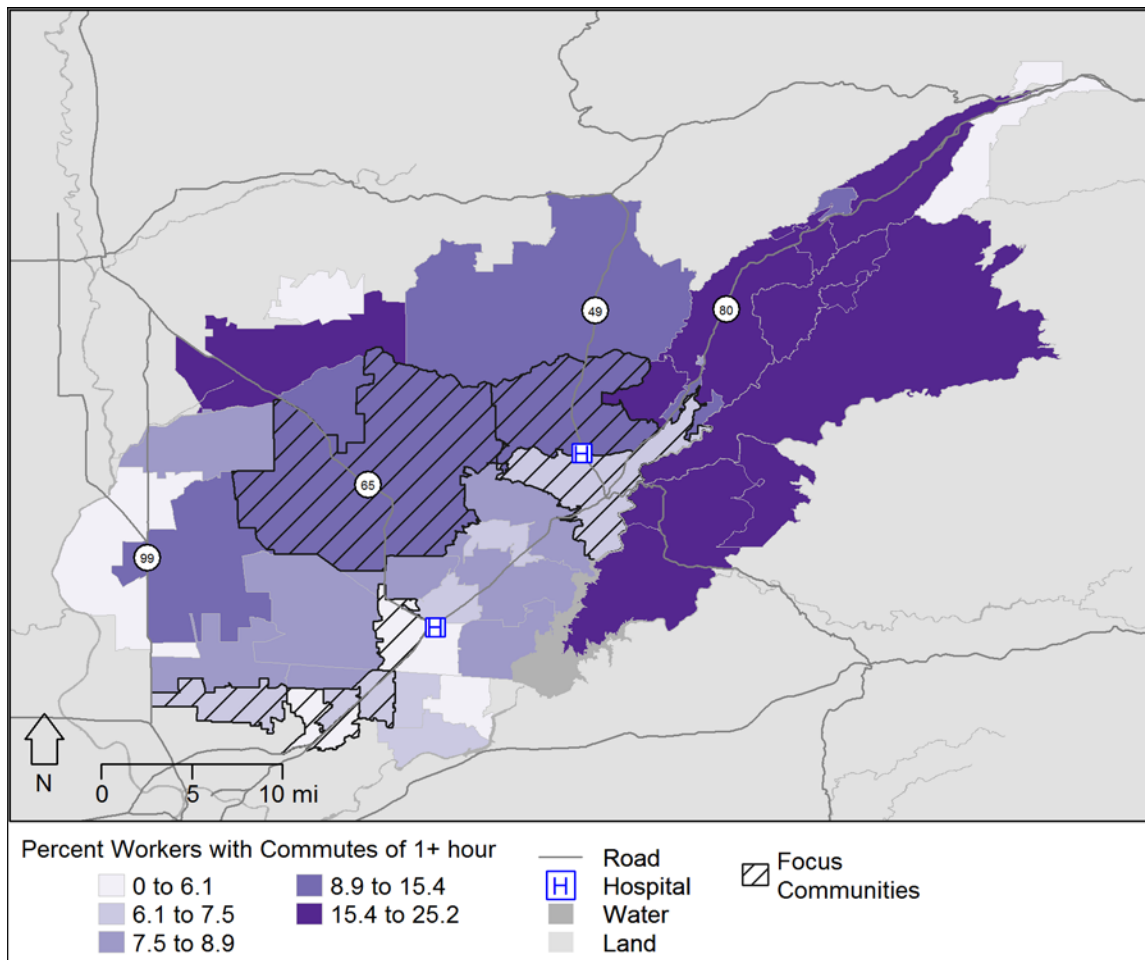 49
80
65
99
H
H
N
0 5 10 mi
Percent Workers with Commutes of 1+ hour
0 to 6.1
6.1 to 7.5
7.5 to 8.9
8.9 to 15.4
15.4 to 25.2
Road
H Hospital
Water
Land
Focus
Communities